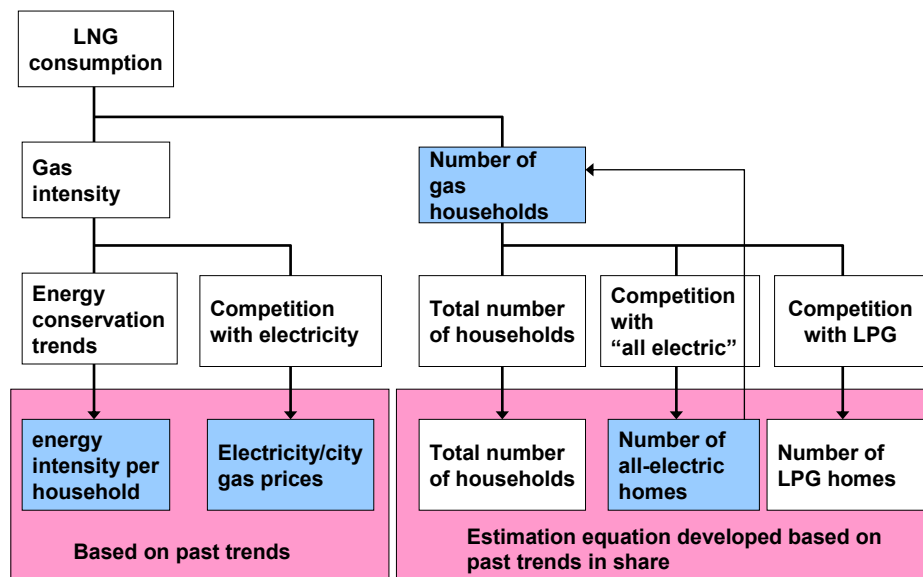 LNG
consumption
Gas
intensity
Number of
gas
households
Energy
conservation
trends
Competition
with electricity
Total number
of households
Competition
with
“all electric”
Competition
with LPG
energy
intensity per
household
Electricity/city
gas prices
Total number
of households
Number of
all-electric
homes
Number of
LPG homes
Based on past trends
Estimation equation developed based on
past trends in share